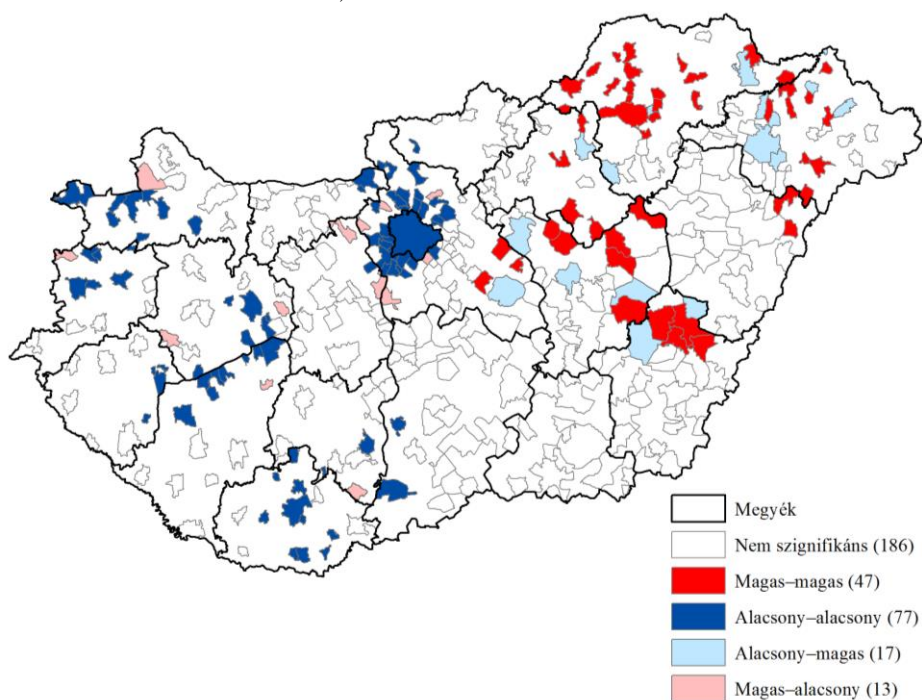 Megyék
Nem szignifikáns (186)
Magas–magas (47)
Alacsony–alacsony (77)
Alacsony–magas (17)
Magas–alacsony (13)